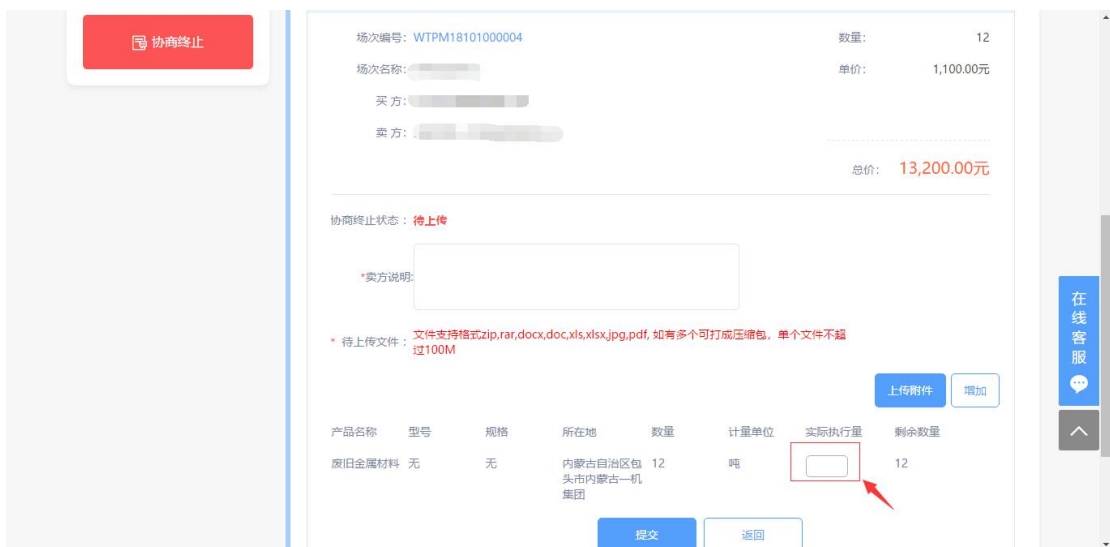 协商终止
场次编号：WTPM18101000004
数量：12
场次名称：
单价：1,100.00元
买 方：
卖 方：
总价：13,200.00元
协商终止状态：待上传
*卖方说明:
* 待上传文件：文件支持格式zip,rar,docx,doc,xls,xlsx,jpg,pdf, 如有多个可打成压缩包，单个文件不超
过100M
上传附件 增加
产品名称 型号 规格 所在地 数量 计量单位 实际执行量 剩余数量
废旧金属材料 无 无 内蒙古自治区包 12 吨 12
头市内蒙古一机
集团
提交 返回
在线客服